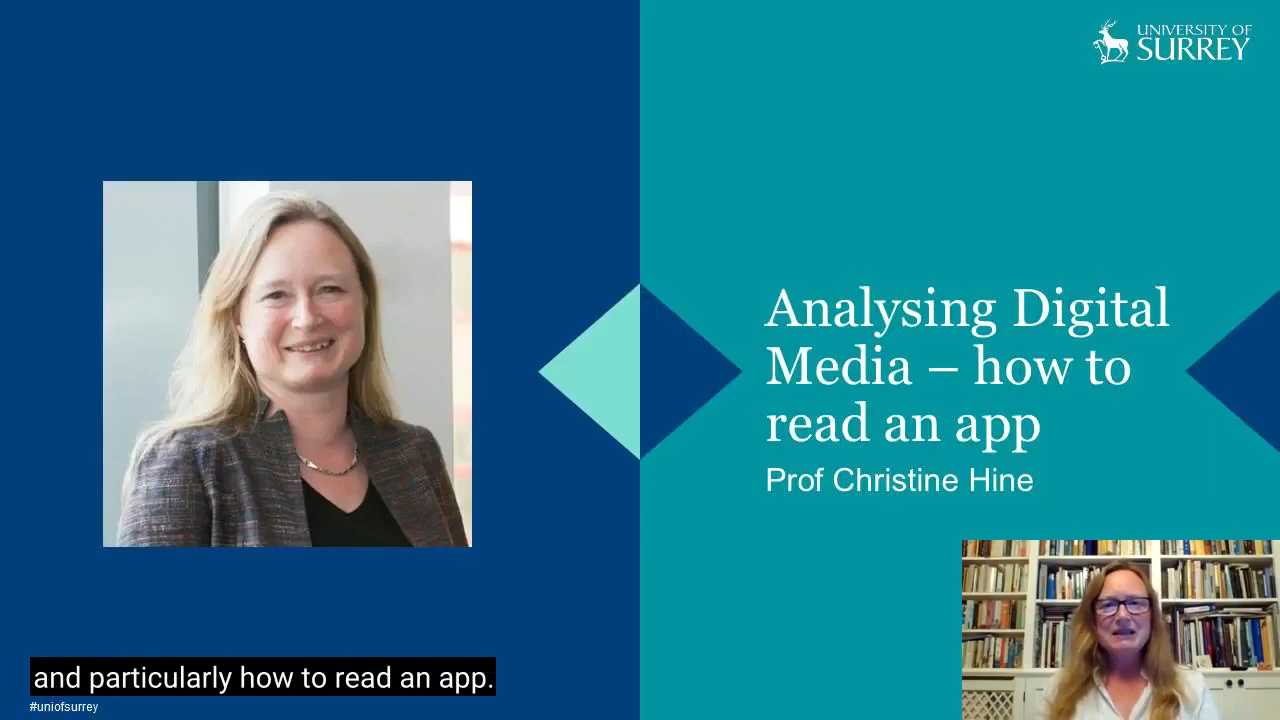 UNIVERSITY OF
SURREY
Analysing Digital
Media – how to
read an app
Prof Christine Hine
and particularly how to read an app.
#uniofsurrey